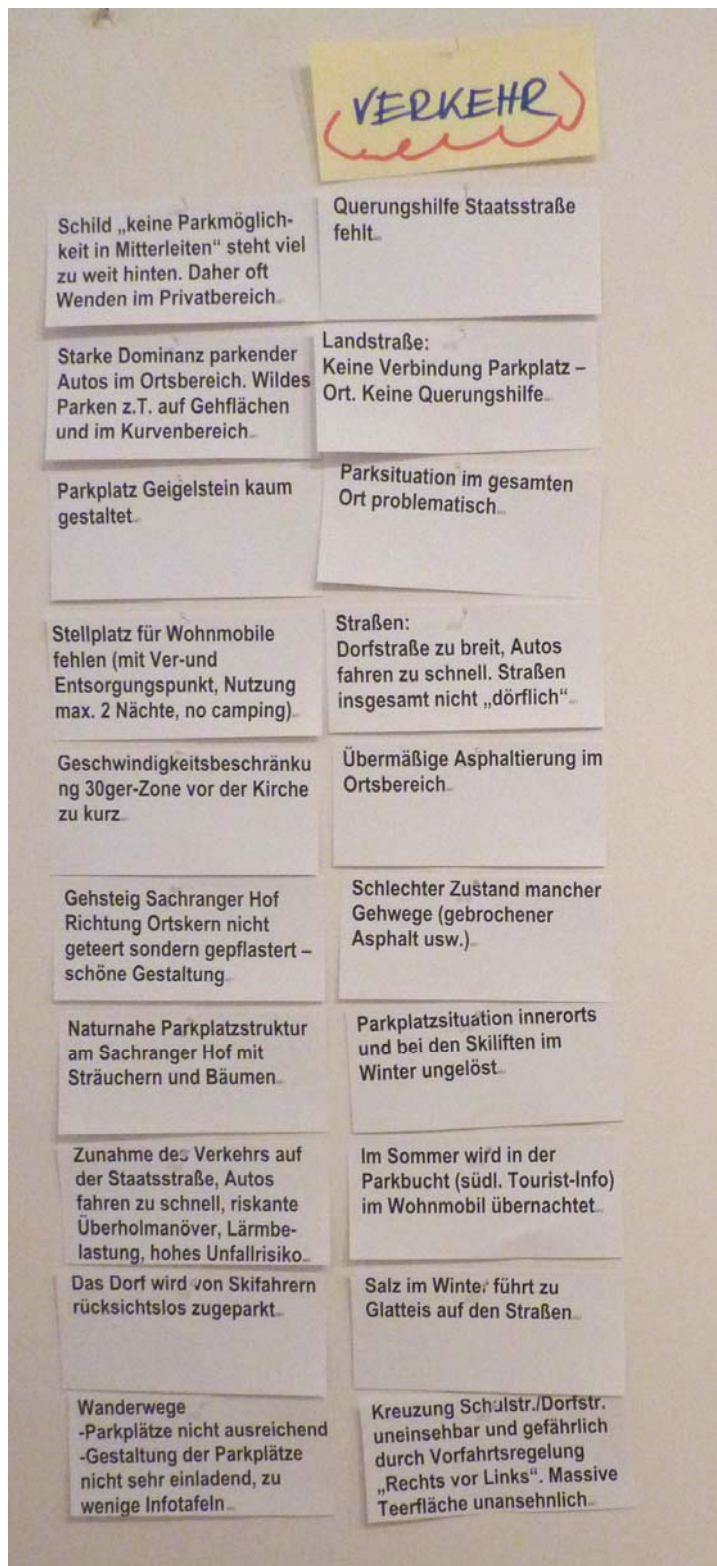 VERKEHR
Schild „keine Parkmöglich-
keit in Mitterleiten“ steht viel
zu weit hinten. Daher oft
Wenden im Privatbereich
Starke Dominanz parkender
Autos im Ortsbereich. Wildes
Parken z.T. auf Gehflächen
und im Kurvenbereich
Parkplatz Geigelstein kaum
gestaltet
Stellplatz für Wohnmobile
fehlen (mit Ver-und
Entsorgungspunkt, Nutzung
max. 2 Nächte, no camping)
Geschwindigkeitsbeschränku
ng 30ger-Zone vor der Kirche
zu kurz
Gehsteig Sachranger Hof
Richtung Ortskern nicht
geteert sondern gepflastert –
schöne Gestaltung
Naturnahe Parkplatzstruktur
am Sachranger Hof mit
Sträuchern und Bäumen
Zunahme des Verkehrs auf
der Staatsstraße, Autos
fahren zu schnell, riskante
Überholmanöver, Lärmbe-
lastung, hohes Unfallrisiko
Das Dorf wird von Skifahrern
rücksichtslos zugeparkt
Wanderwege
-Parkplätze nicht ausreichend
-Gestaltung der Parkplätze
nicht sehr einladend, zu
wenige Infotafeln
Querungshilfe Staatsstraße
fehlt
Landstraße:
Keine Verbindung Parkplatz –
Ort. Keine Querungshilfe
Parksituation im gesamten
Ort problematisch
Straßen:
Dorfstraße zu breit, Autos
fahren zu schnell. Straßen
insgesamt nicht „dörflich“
Übermäßige Asphaltierung im
Ortsbereich
Schlechter Zustand mancher
Gehwege (gebrochener
Asphalt usw.)
Parkplatzsituation innerorts
und bei den Skiliften im
Winter ungelöst
Im Sommer wird in der
Parkbucht (südl. Tourist-Info)
im Wohnmobil übernachtet
Salz im Winter führt zu
Glatteis auf den Straßen
Kreuzung Schulstr./Dorfstr.
uneinsehbar und gefährlich
durch Vorfahrtsregelung
„Rechts vor Links“. Massive
Teerfläche unansehnlich